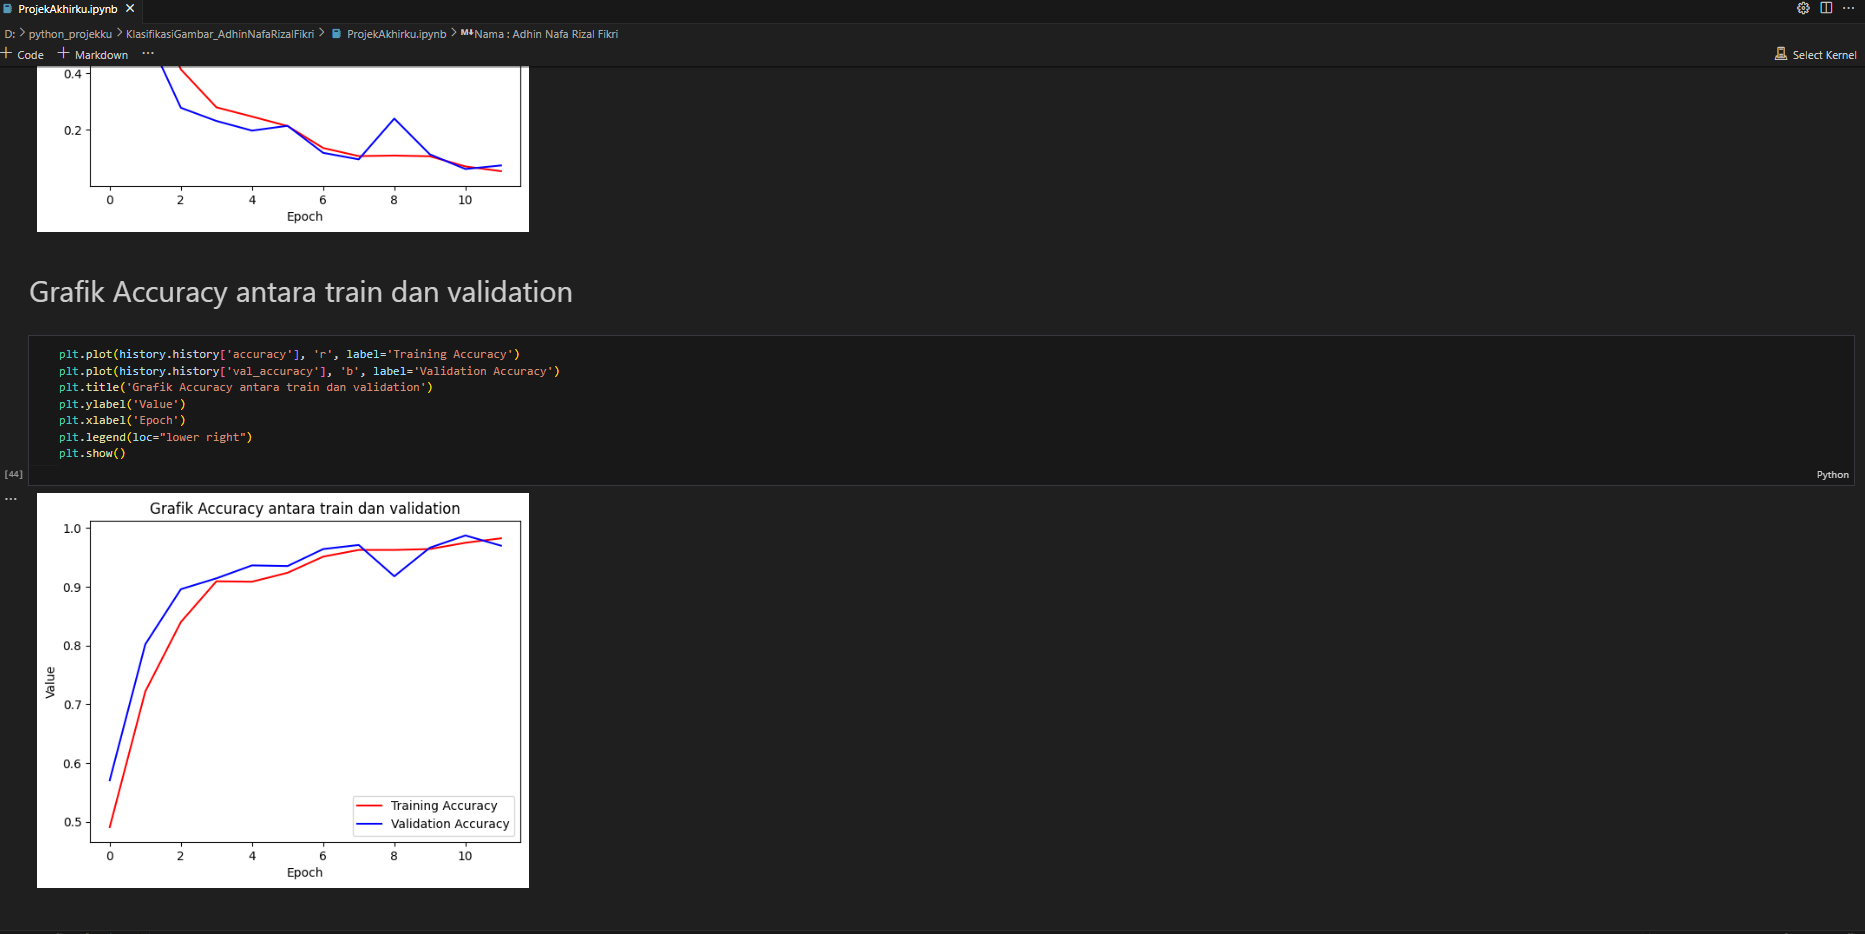 ProjekAkhirku.ipynb
D: > python_projekku > KlasifikasiGambar_AdhinNafaRizalFikri > ProjekAkhirku.ipynb > M↓Nama : Adhin Nafa Rizal Fikri
+ Code + Markdown ...
Select Kernel
0.4
0.2
0 2 4 6 8 10
Epoch
Grafik Accuracy antara train dan validation
plt.plot(history.history['accuracy'], 'r', label='Training Accuracy')
plt.plot(history.history['val_accuracy'], 'b', label='Validation Accuracy')
plt.title('Grafik Accuracy antara train dan validation')
plt.ylabel('Value')
plt.xlabel('Epoch')
plt.legend(loc="lower right")
plt.show()
[44]
Python
Grafik Accuracy antara train dan validation
1.0
0.9
0.8
0.7
0.6
0.5
Value
Training Accuracy
Validation Accuracy
0 2 4 6 8 10
Epoch